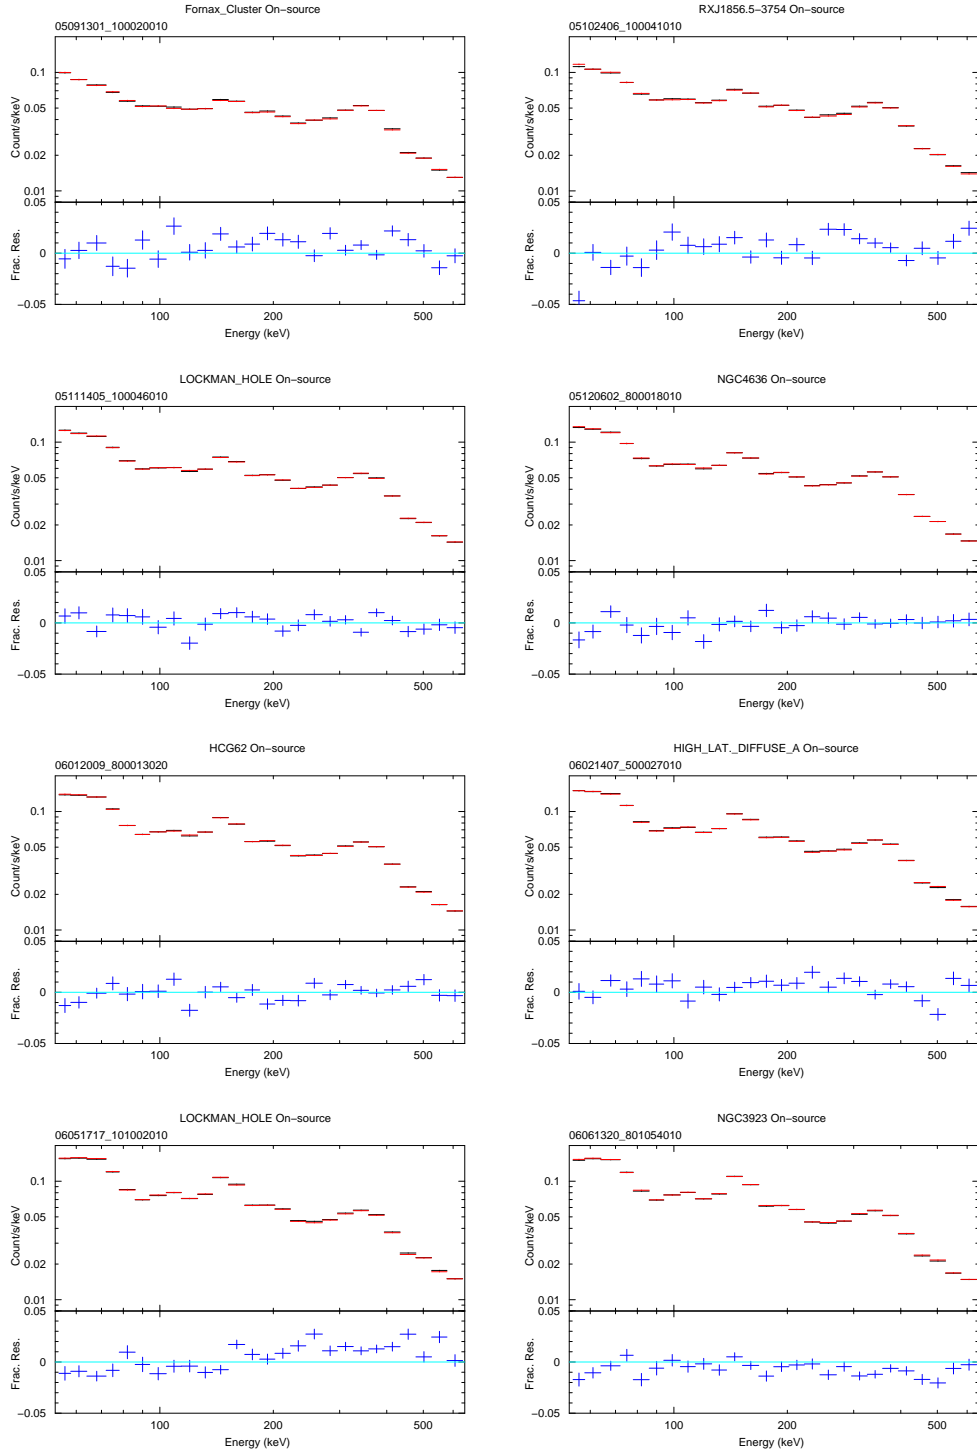 Fornax_Cluster On−source
05091301_100020010
0.1
0.05
0.02
0.01
Count/s/keV
0.05
0
−0.05
Frac. Res.
100
200
500
Energy (keV)
RXJ1856.5−3754 On−source
05102406_100041010
0.1
0.05
0.02
0.01
Count/s/keV
0.05
0
−0.05
Frac. Res.
100
200
500
Energy (keV)
LOCKMAN_HOLE On−source
05111405_100046010
0.1
0.05
0.02
0.01
Count/s/keV
0.05
0
−0.05
Frac. Res.
100
200
500
Energy (keV)
NGC4636 On−source
05120602_800018010
0.1
0.05
0.02
0.01
Count/s/keV
0.05
0
−0.05
Frac. Res.
100
200
500
Energy (keV)
HCG62 On−source
06012009_800013020
0.1
0.05
0.02
0.01
Count/s/keV
0.05
0
−0.05
Frac. Res.
100
200
500
Energy (keV)
HIGH_LAT._DIFFUSE_A On−source
06021407_500027010
0.1
0.05
0.02
0.01
Count/s/keV
0.05
0
−0.05
Frac. Res.
100
200
500
Energy (keV)
LOCKMAN_HOLE On−source
06051717_101002010
0.1
0.05
0.02
0.01
Count/s/keV
0.05
0
−0.05
Frac. Res.
100
200
500
Energy (keV)
NGC3923 On−source
06061320_801054010
0.1
0.05
0.02
0.01
Count/s/keV
0.05
0
−0.05
Frac. Res.
100
200
500
Energy (keV)